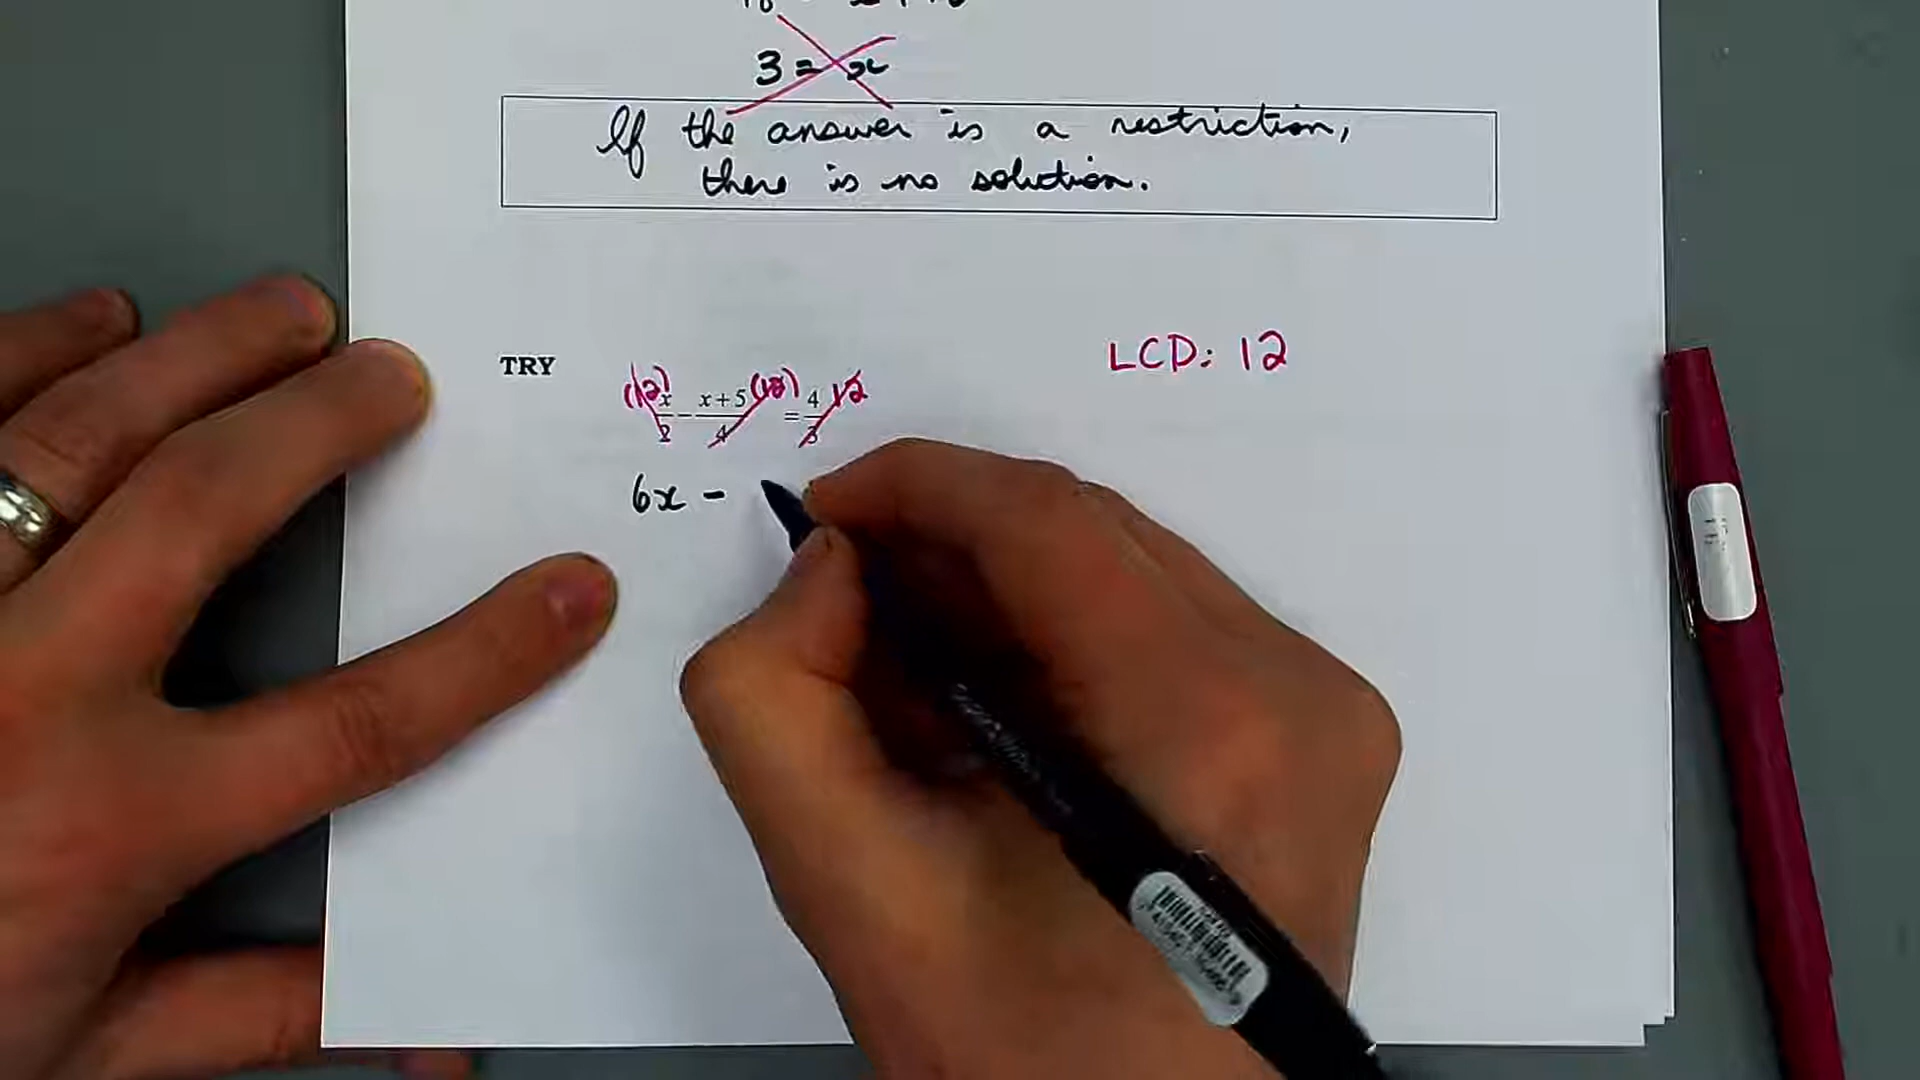 3 = x
If the answer is a restriction,
there is no solution.
TRY
LCD: 12
(12) x/2 - x+5/4 (12) = 4/3 12
6x -